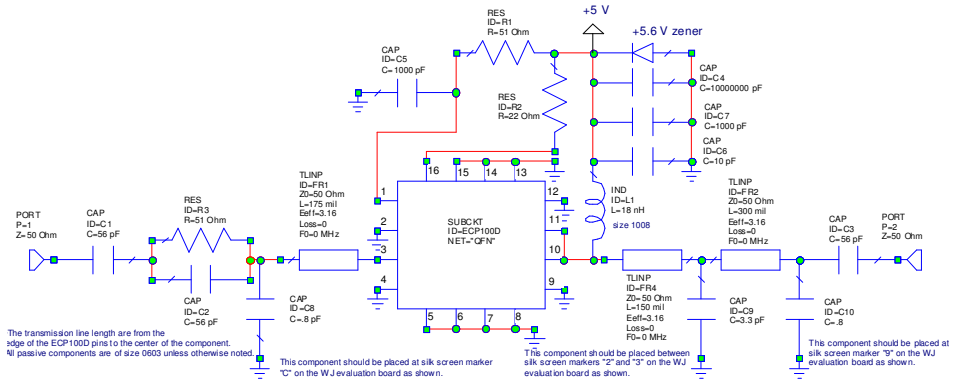 +5 V
+5.6 V zener
RES
ID=R1
R=51 Ohm
CAP
ID=C5
C=1000 pF
RES
ID=R2
R=22 Ohm
CAP
ID=C4
C=10000000 pF
CAP
ID=C7
C=1000 pF
CAP
ID=C6
C=10 pF
16
15
14
13
TLINP
ID=FR1
Z0=50 Ohm
L=175 mil
Eeff=3.16
Loss=0
F0=0 MHz
1
2
3
4
12
11
10
9
SUBCKT
ID=ECP100D
NET="QFN"
5
6
7
8
IND
ID=L1
L=18 nH
size 1008
TLINP
ID=FR2
Z0=50 Ohm
L=300 mil
Eeff=3.16
Loss=0
F0=0 MHz
PORT
P=1
Z=50 Ohm
CAP
ID=C1
C=56 pF
RES
ID=R3
R=51 Ohm
CAP
ID=C3
C=56 pF
PORT
P=2
Z=50 Ohm
CAP
ID=C2
C=56 pF
CAP
ID=C8
C=.8 pF
TLINP
ID=FR4
Z0=50 Ohm
L=150 mil
Eeff=3.16
Loss=0
F0=0 MHz
CAP
ID=C9
C=3.3 pF
CAP
ID=C10
C=.8
The transmission line length are from the
edge of the ECP100D pins to the center of the component.
All passive components are of size 0603 unless otherwise noted.
This component should be placed at silk screen marker
"C" on the WJ evaluation board as shown.
This component should be placed between
silk screen markers "2" and "3" on the WJ
evaluation board as shown.
This component should be placed at
silk screen marker "9" on the WJ
evaluation board as shown.